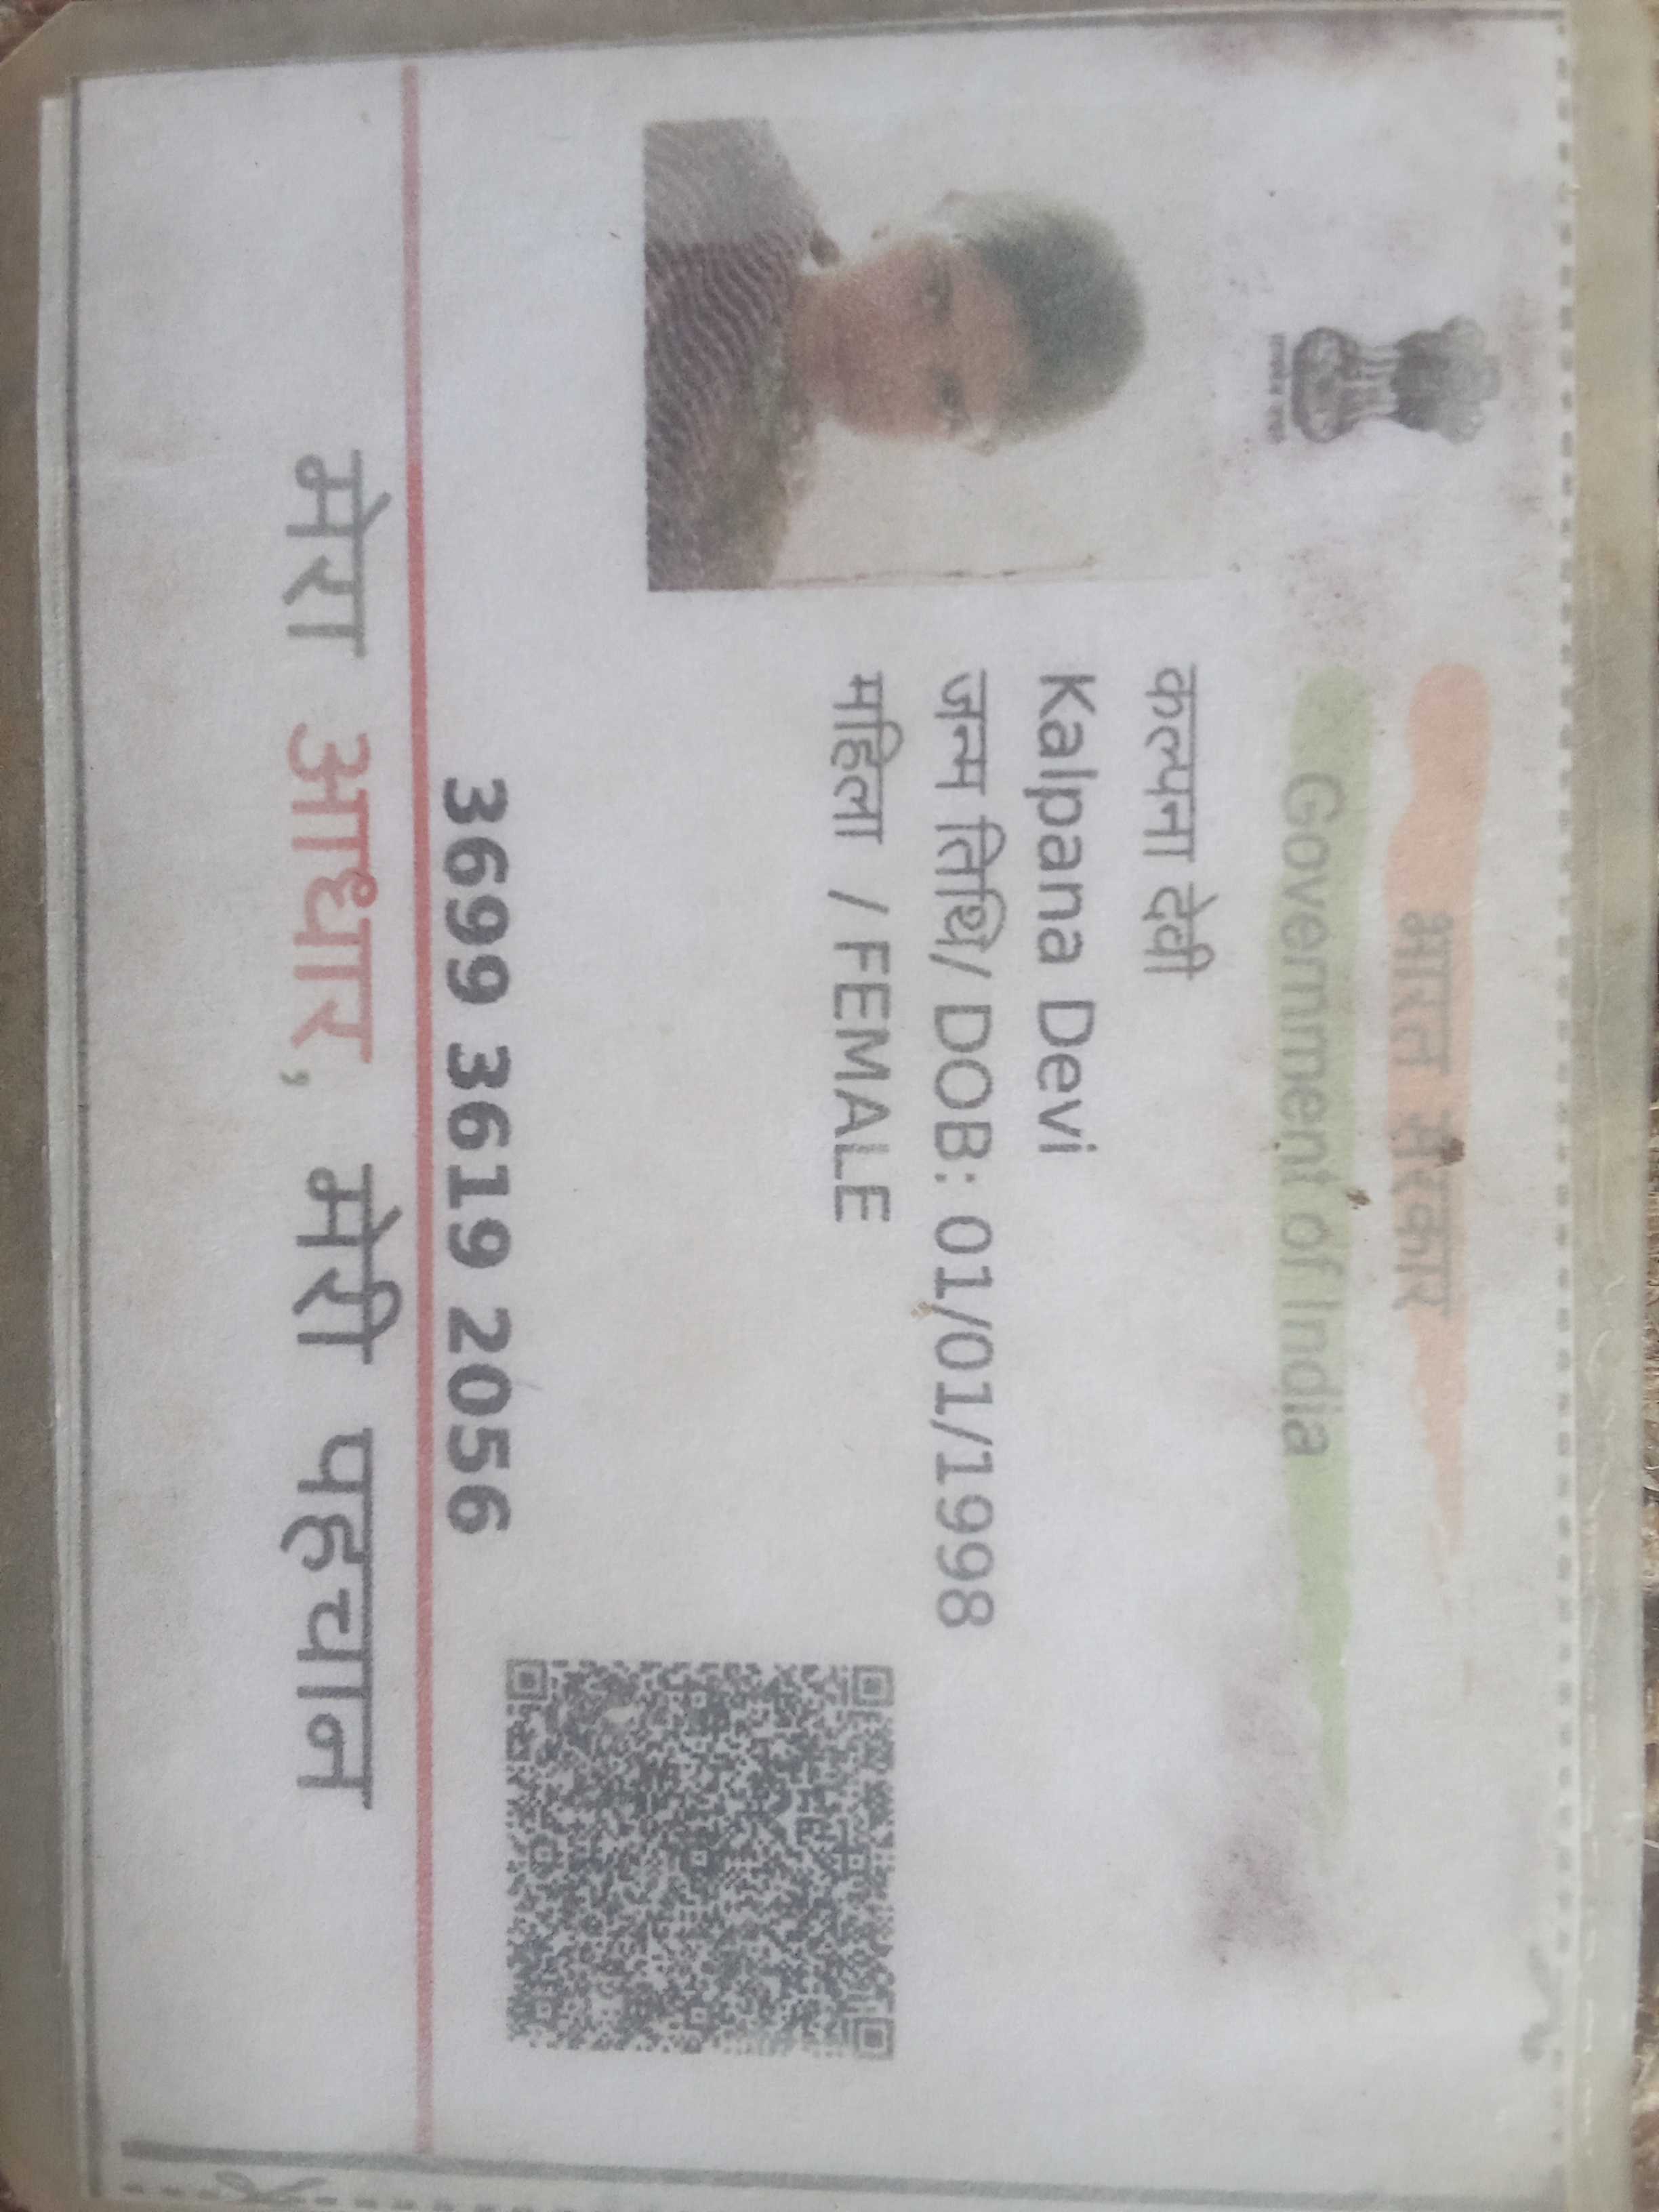 भारत सरकार
Government of India
कल्पना देवी
Kalpana Devi
जन्म तिथि/ DOB: 01/01/1998
महिला / FEMALE
3699 3619 2056
मेरा आधार, मेरी पहचान